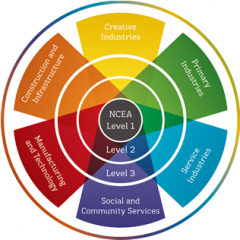 Creative
Industries
Primary
Industries
Service
Industries
Social and
Community Services
Manufacturing
and Technology
Construction and
Infrastructure
NCEA
Level 1
Level 2
Level 3